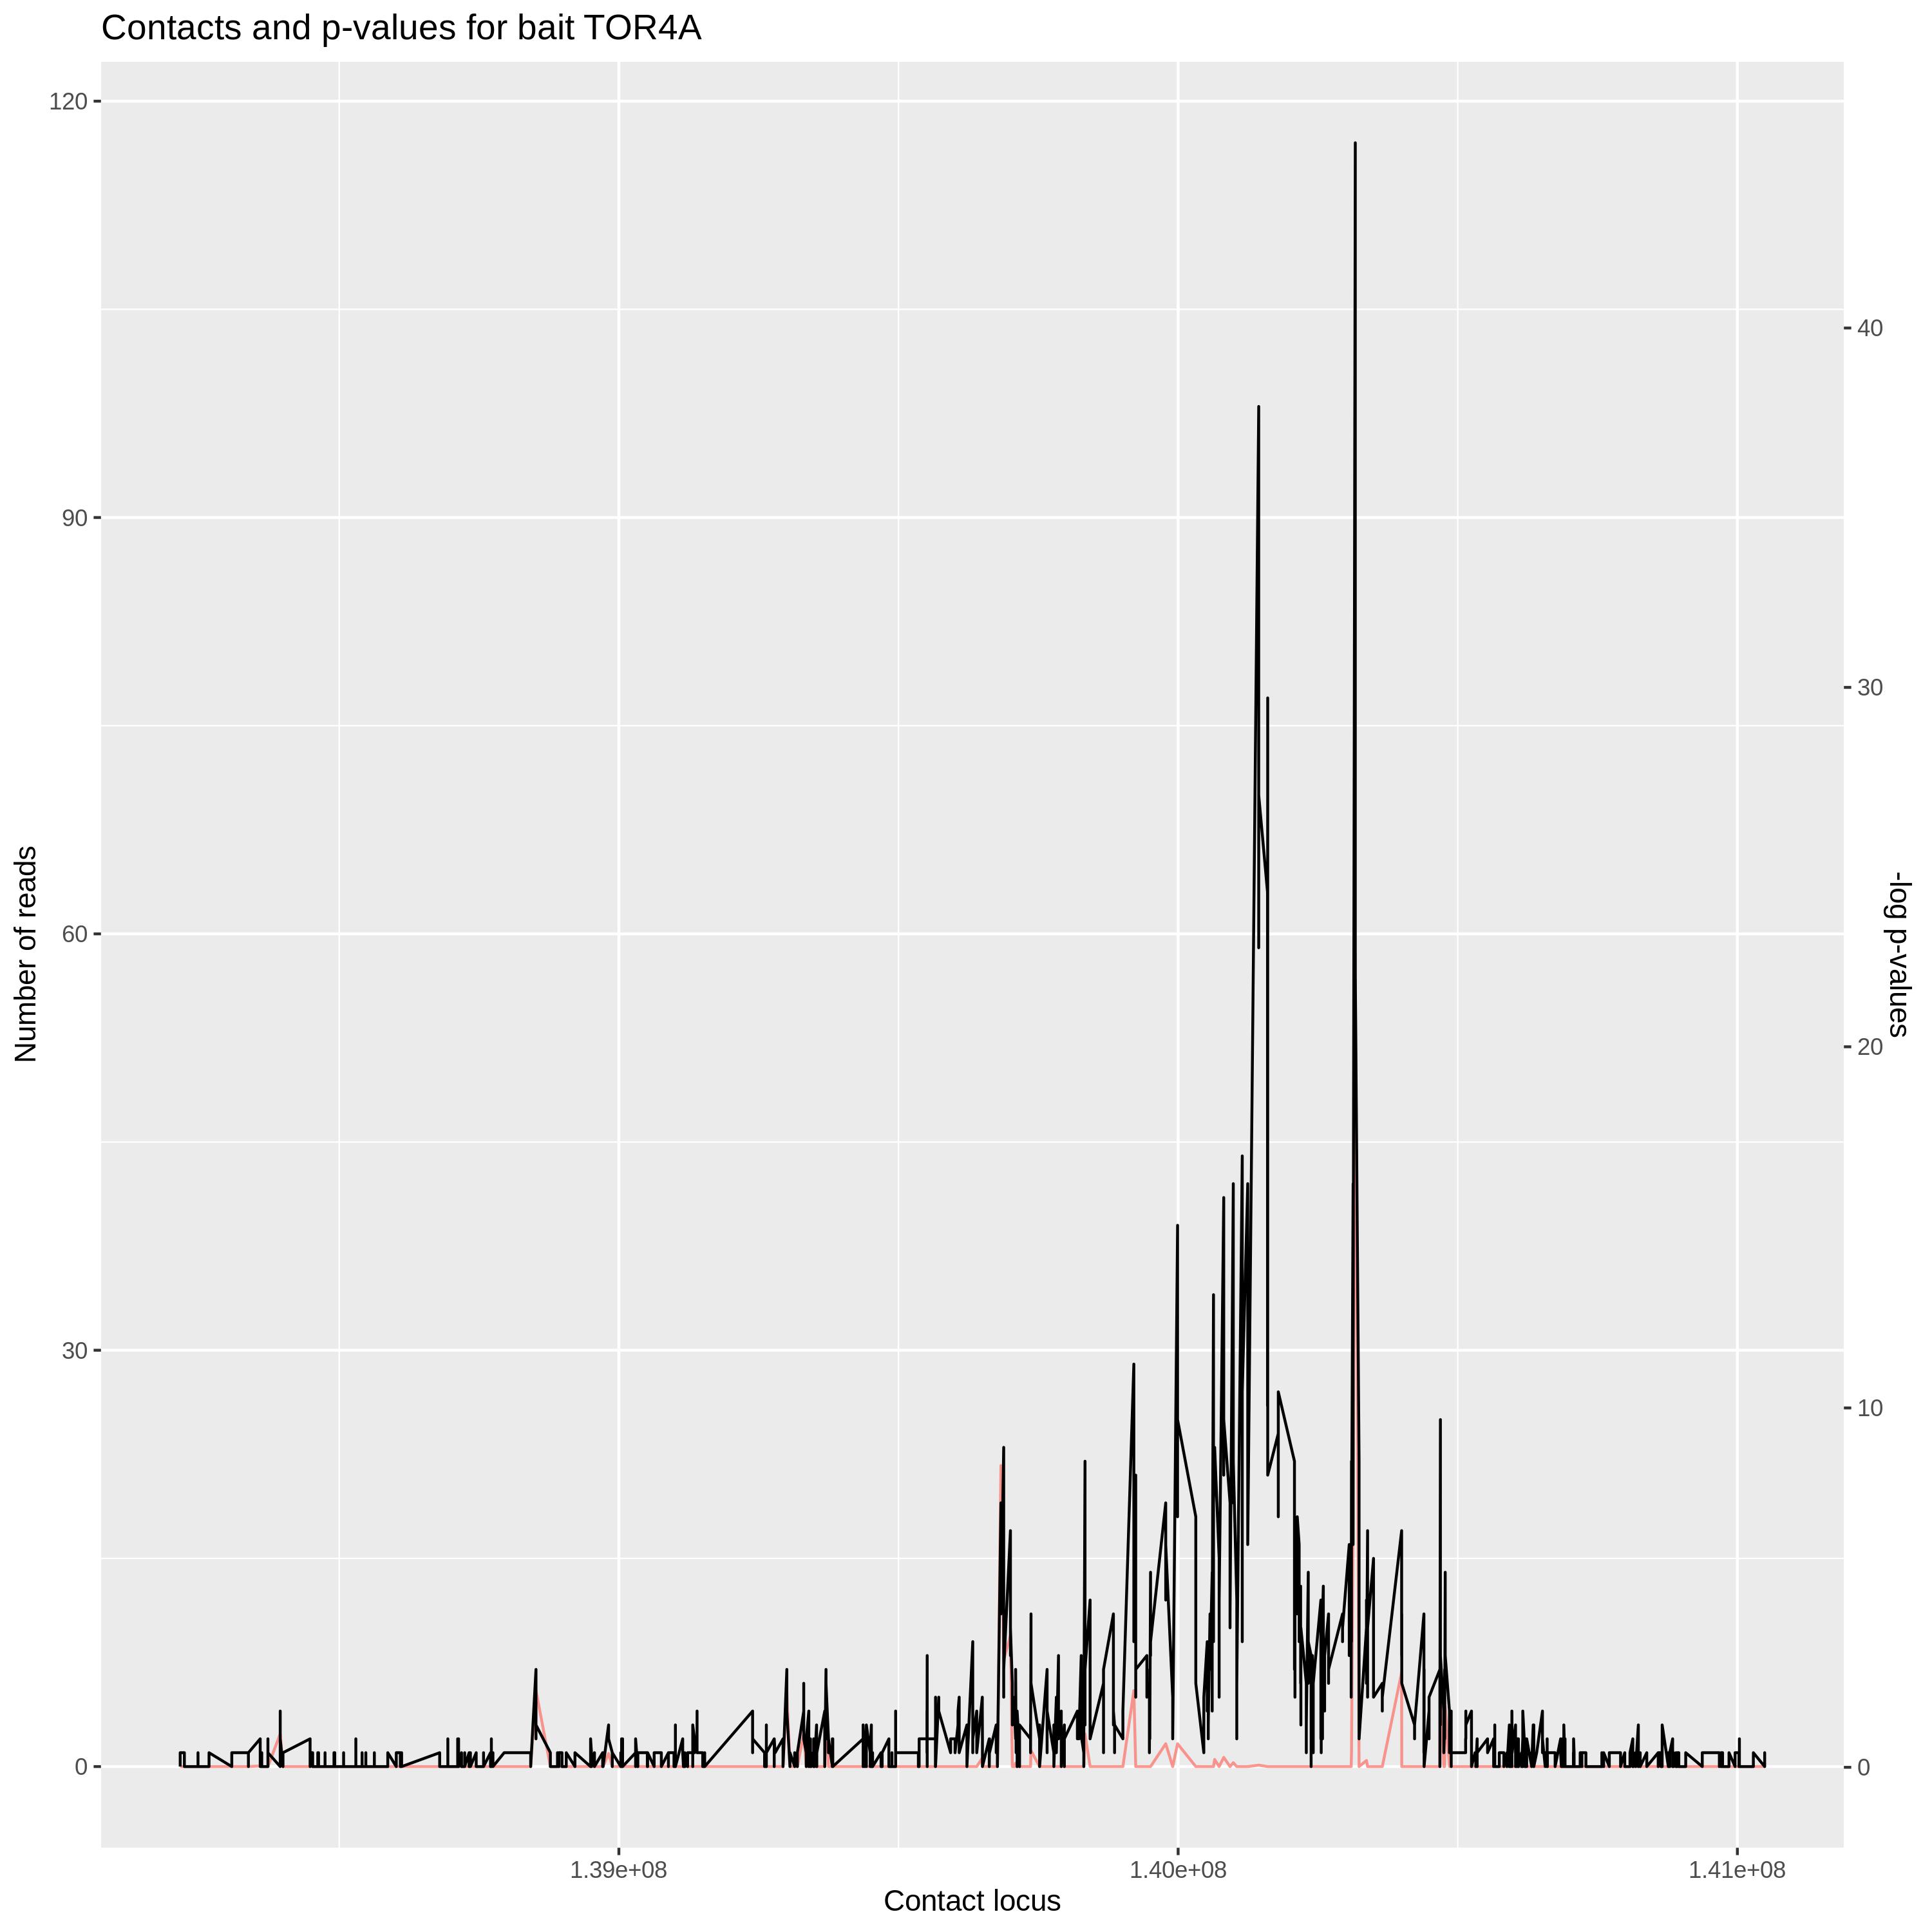 Contacts and p-values for bait TOR4A
120
90
60
30
0
Number of reads
40
30
20
10
0
-log p-values
1.39e+08
1.40e+08
1.41e+08
Contact locus